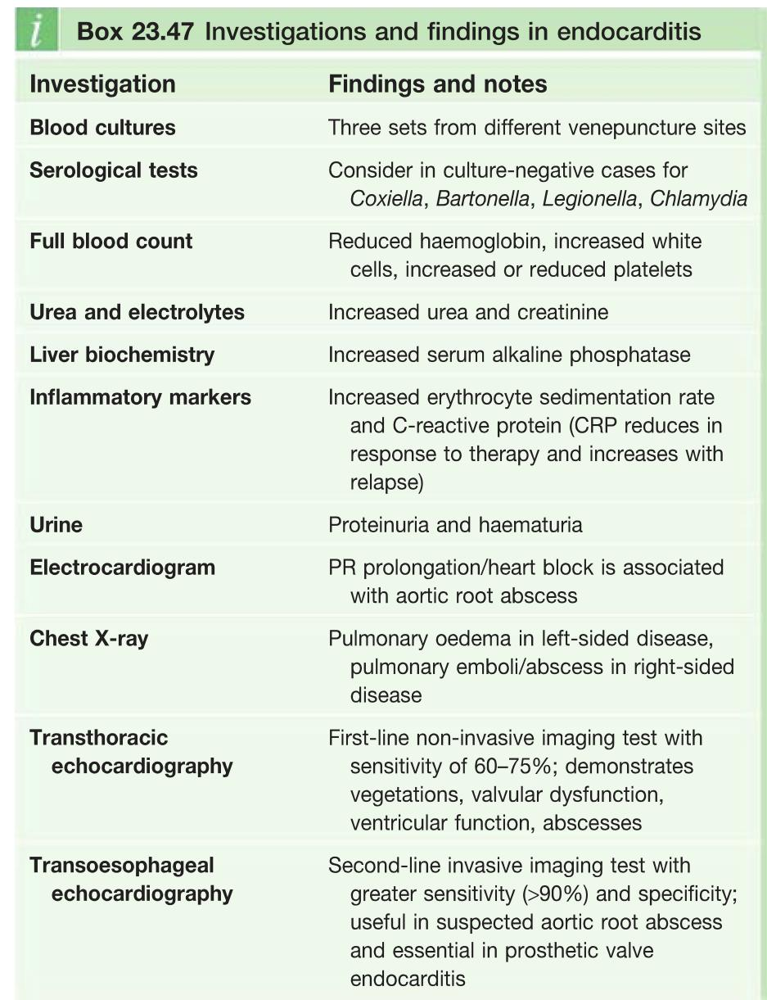 i
Box 23.47 Investigations and findings in endocarditis
Investigation
Findings and notes
Blood cultures
Three sets from different venepuncture sites
Serological tests
Consider in culture-negative cases for
Coxiella, Bartonella, Legionella, Chlamydia
Full blood count
Reduced haemoglobin, increased white
cells, increased or reduced platelets
Urea and electrolytes
Increased urea and creatinine
Liver biochemistry
Increased serum alkaline phosphatase
Inflammatory markers
Increased erythrocyte sedimentation rate
and C-reactive protein (CRP reduces in
response to therapy and increases with
relapse)
Urine
Proteinuria and haematuria
Electrocardiogram
PR prolongation/heart block is associated
with aortic root abscess
Chest X-ray
Pulmonary oedema in left-sided disease,
pulmonary emboli/abscess in right-sided
disease
Transthoracic
echocardiography
First-line non-invasive imaging test with
sensitivity of 60–75%; demonstrates
vegetations, valvular dysfunction,
ventricular function, abscesses
Transoesophageal
echocardiography
Second-line invasive imaging test with
greater sensitivity (>90%) and specificity;
useful in suspected aortic root abscess
and essential in prosthetic valve
endocarditis